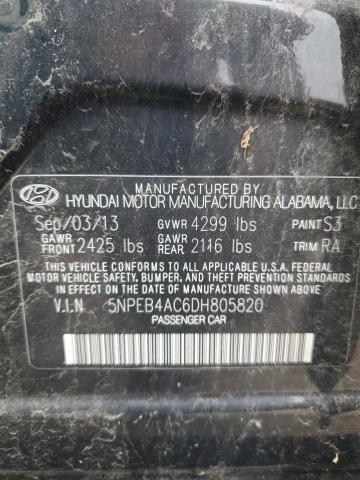 MANUFACTURED BY
HYUNDAI MOTOR MANUFACTURING ALABAMA, LLC
Sep/03/13 GVWR 4299 lbs PAINT S3
GAWR FRONT 2425 lbs GAWR REAR 2116 lbs TRIM RA
THIS VEHICLE CONFORMS TO ALL APPLICABLE U.S.A. FEDERAL
MOTOR VEHICLE SAFETY, BUMPER, AND THEFT PREVENTION STANDARDS
IN EFFECT ON THE DATE OF MANUFACTURE SHOWN ABOVE.
V.I.N 5NPEB4AC6DH805820
PASSENGER CAR